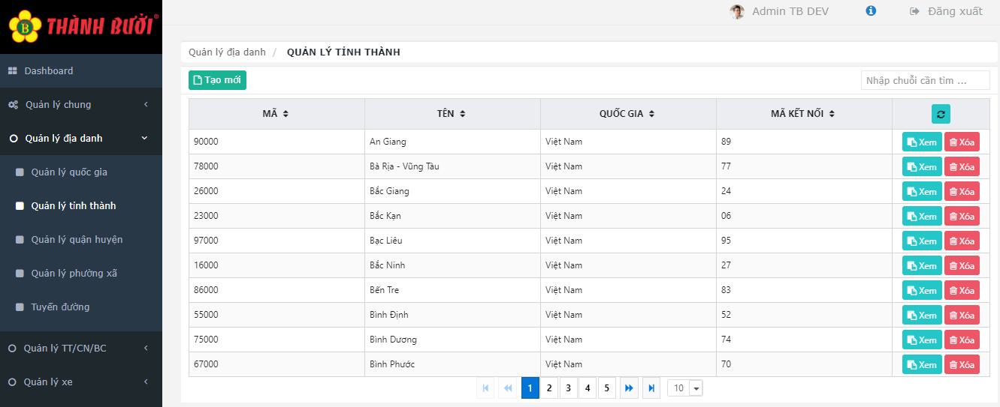 B THÀNH BƯỞI®
Admin TB DEV
Đăng xuất
Dashboard
Quản lý chung
Quản lý địa danh
Quản lý quốc gia
Quản lý tỉnh thành
Quản lý quận huyện
Quản lý phường xã
Tuyến đường
Quản lý TT/CN/BC
Quản lý xe
Quản lý địa danh / QUẢN LÝ TỈNH THÀNH
Tạo mới
Nhập chuỗi cần tìm ...
MÃ TÊN QUỐC GIA MÃ KẾT NỐI
90000 An Giang Việt Nam 89 Xem Xóa
78000 Bà Rịa - Vũng Tàu Việt Nam 77 Xem Xóa
26000 Bắc Giang Việt Nam 24 Xem Xóa
23000 Bắc Kạn Việt Nam 06 Xem Xóa
97000 Bạc Liêu Việt Nam 95 Xem Xóa
16000 Bắc Ninh Việt Nam 27 Xem Xóa
86000 Bến Tre Việt Nam 83 Xem Xóa
55000 Bình Định Việt Nam 52 Xem Xóa
75000 Bình Dương Việt Nam 74 Xem Xóa
67000 Bình Phước Việt Nam 70 Xem Xóa
1 2 3 4 5 10